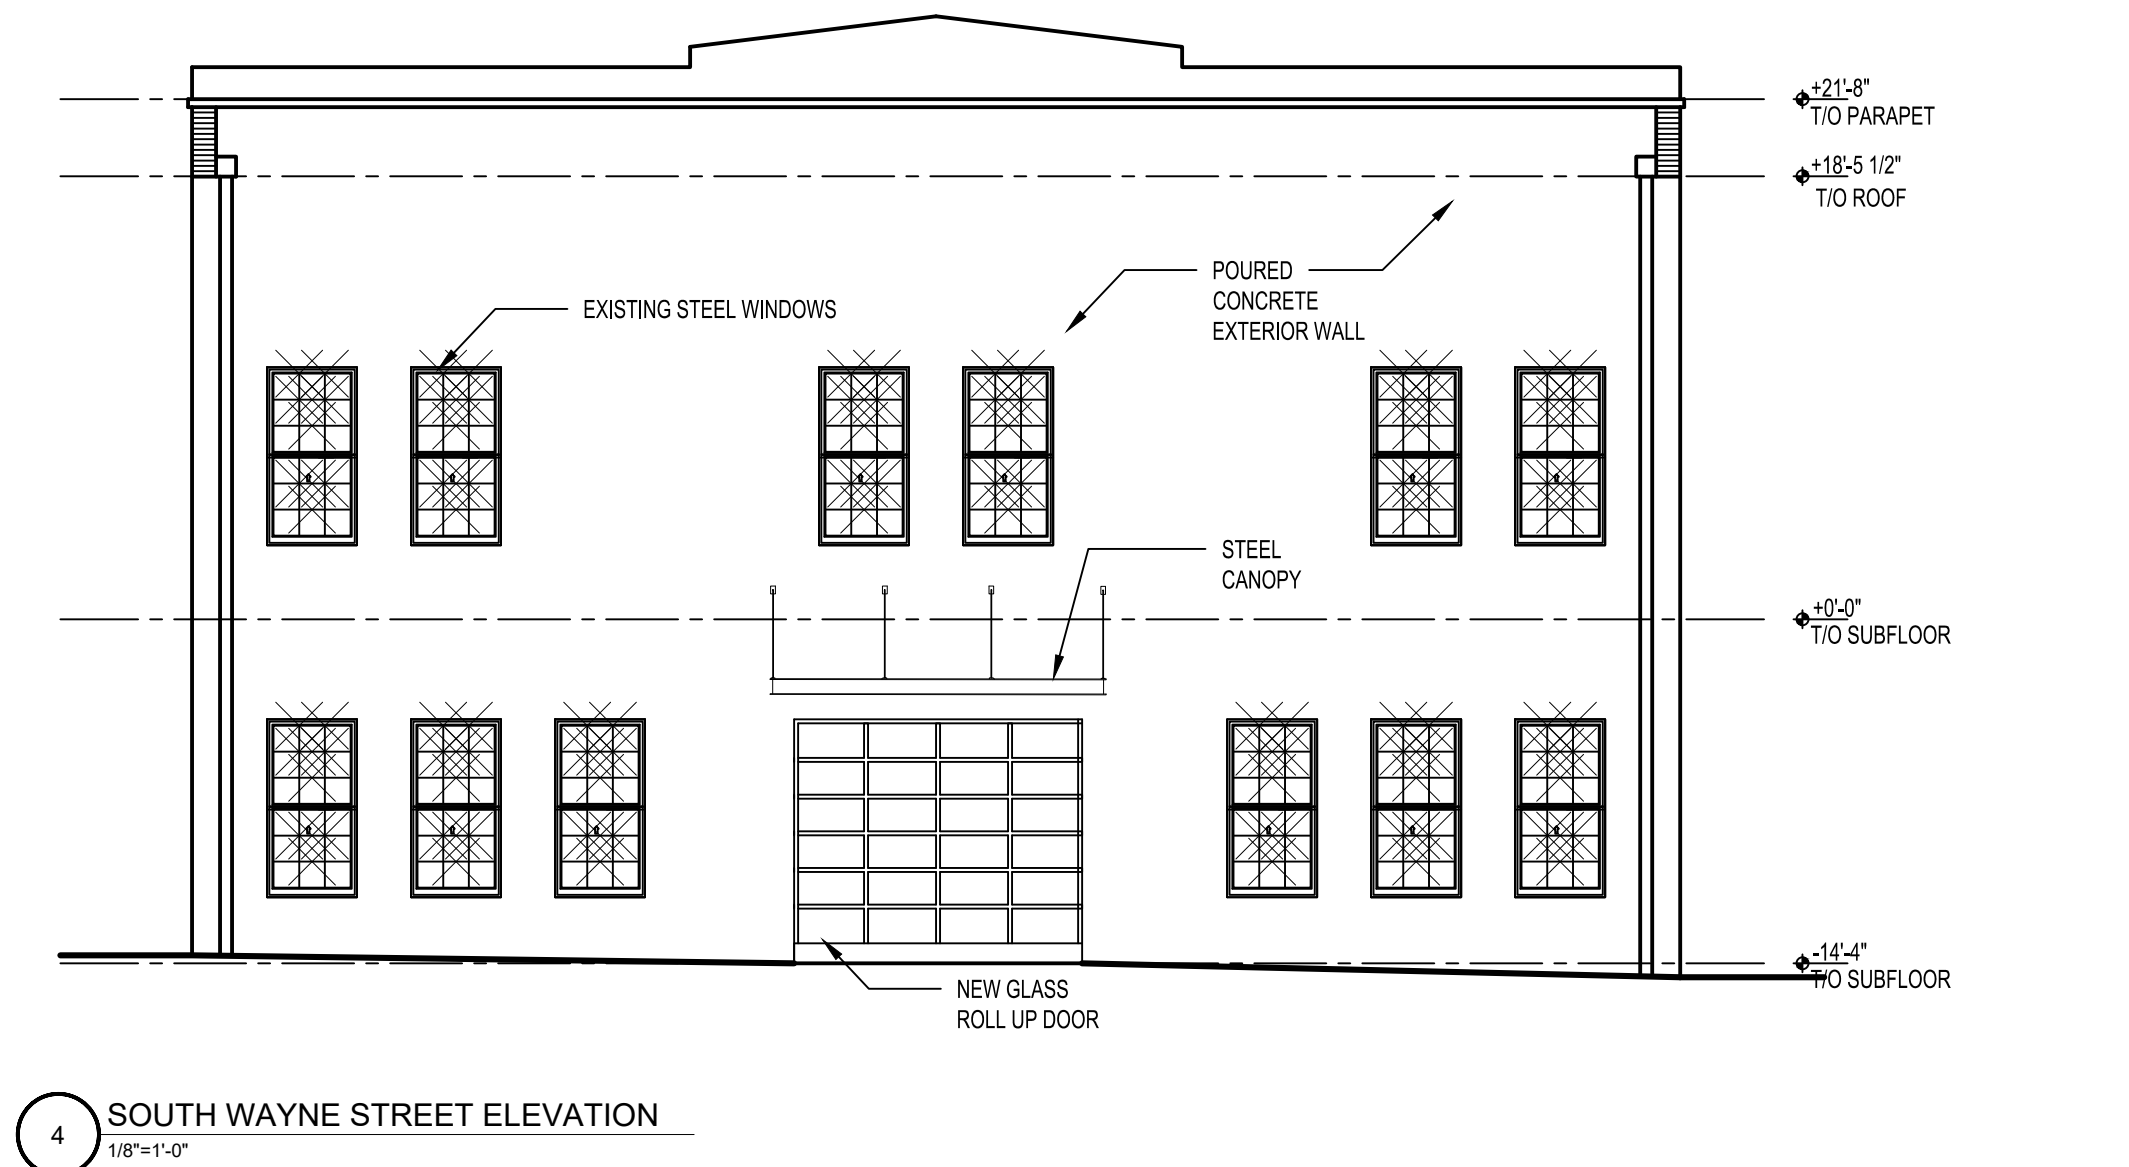 +21'-8"
T/O PARAPET
+18'-5 1/2"
T/O ROOF
POURED
CONCRETE
EXTERIOR WALL
EXISTING STEEL WINDOWS
STEEL
CANOPY
+0'-0"
T/O SUBFLOOR
-14'-4"
T/O SUBFLOOR
NEW GLASS
ROLL UP DOOR
4
SOUTH WAYNE STREET ELEVATION
1/8"=1'-0"